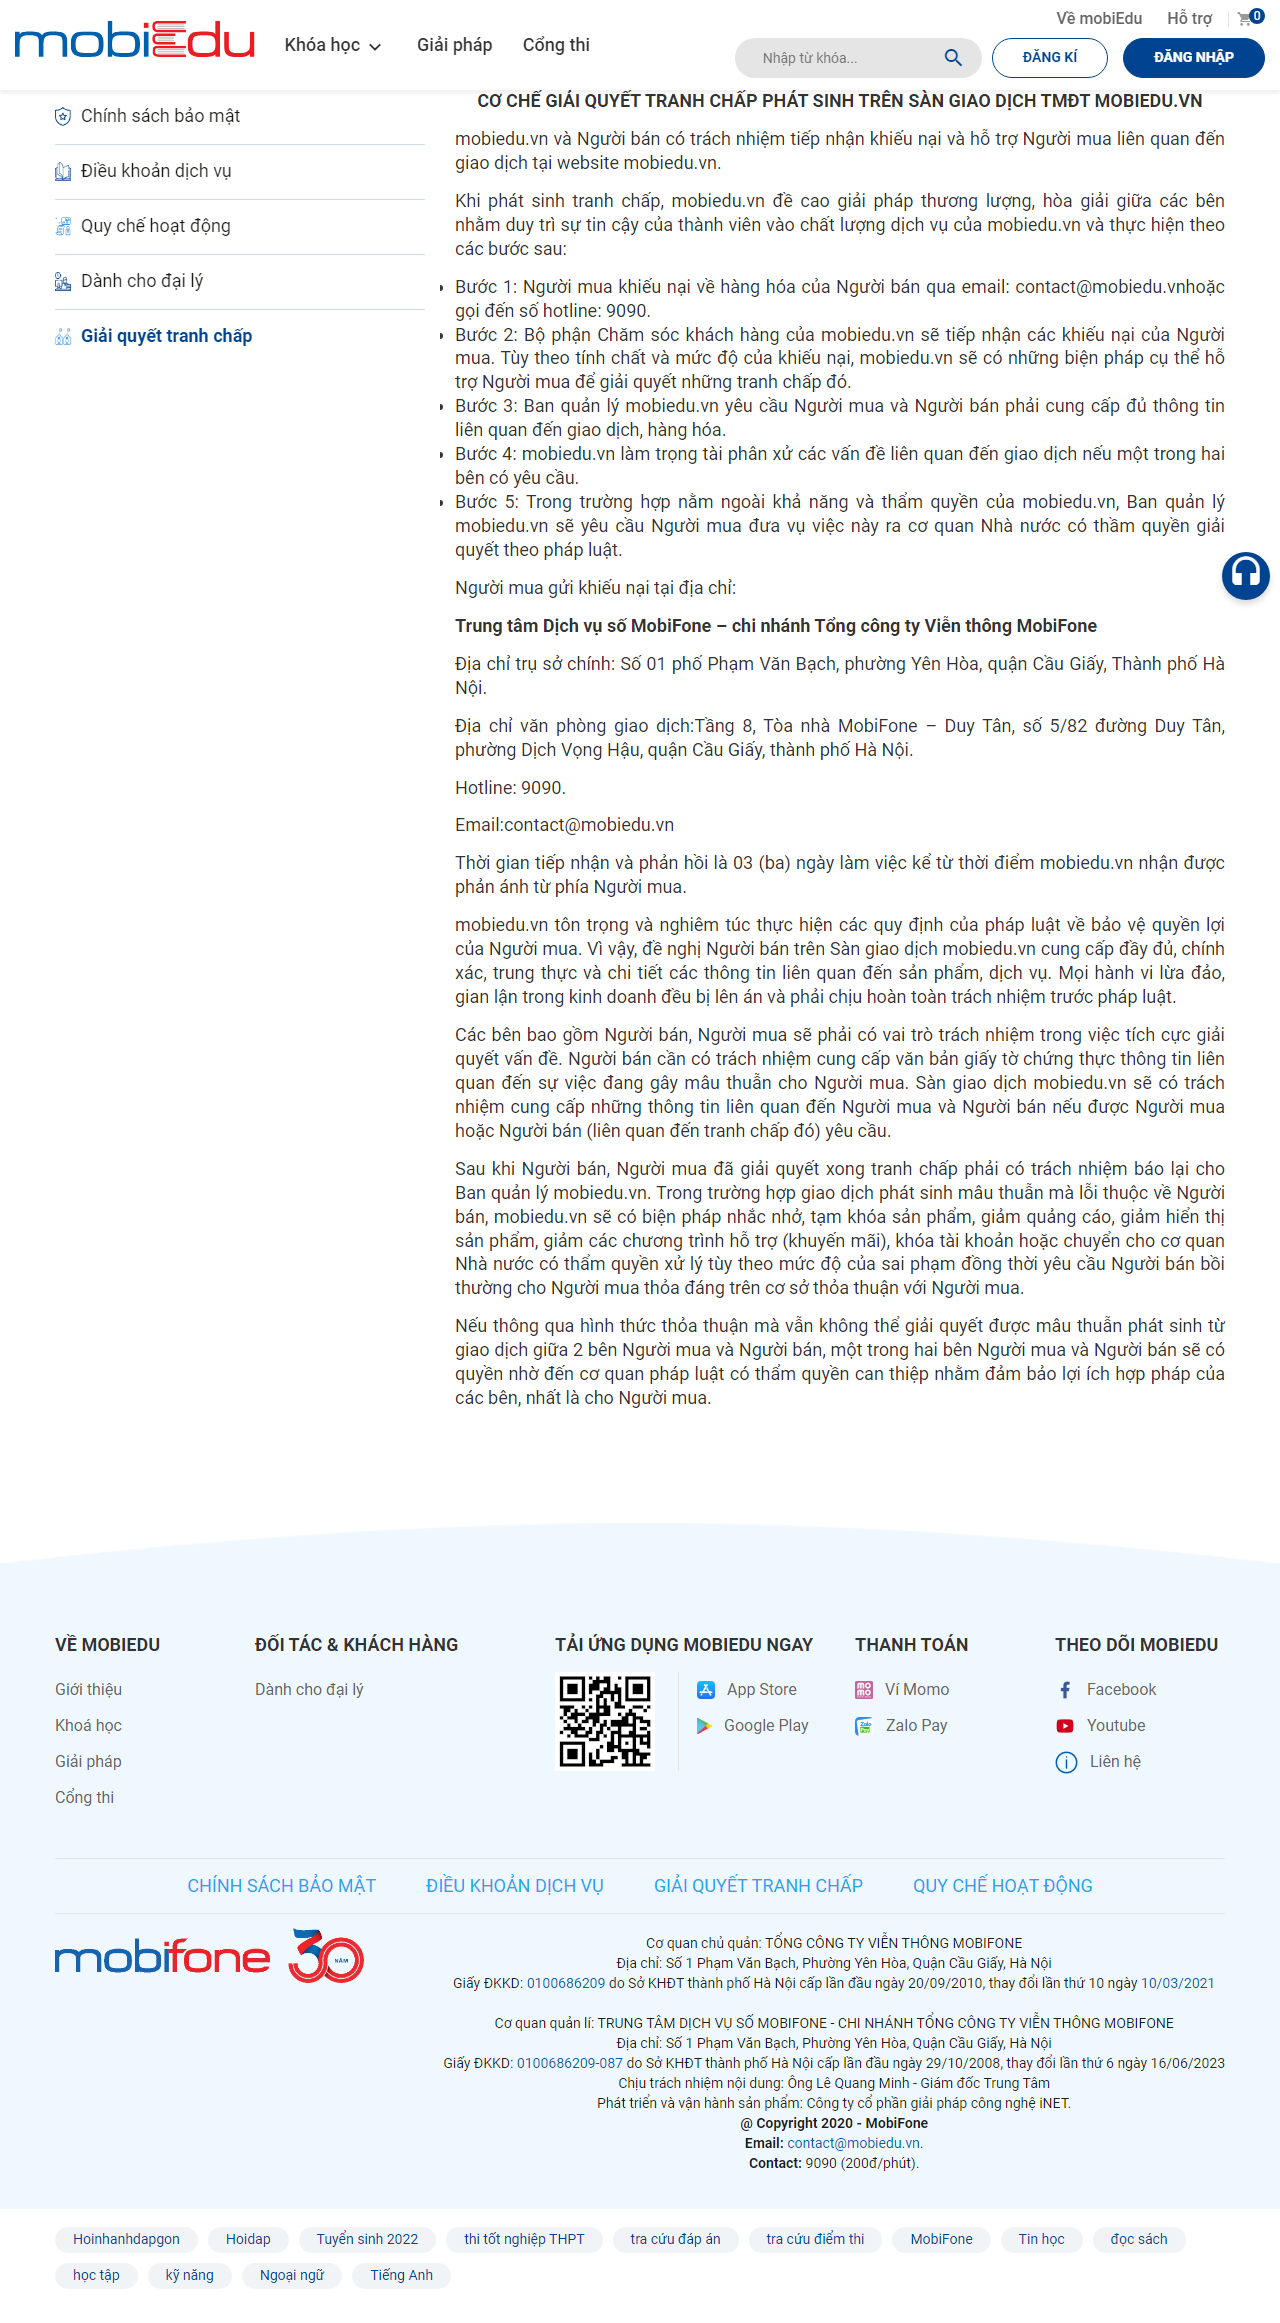 Về mobiEdu
Hỗ trợ
0
mobiEdu
Khóa học
Giải pháp
Cổng thi
Nhập từ khóa...
ĐĂNG KÍ
ĐĂNG NHẬP
Chính sách bảo mật
Điều khoản dịch vụ
Quy chế hoạt động
Dành cho đại lý
Giải quyết tranh chấp
CƠ CHẾ GIẢI QUYẾT TRANH CHẤP PHÁT SINH TRÊN SÀN GIAO DỊCH TMĐT MOBIEDU.VN
mobiedu.vn và Người bán có trách nhiệm tiếp nhận khiếu nại và hỗ trợ Người mua liên quan đến
giao dịch tại website mobiedu.vn.
Khi phát sinh tranh chấp, mobiedu.vn đề cao giải pháp thương lượng, hòa giải giữa các bên
nhằm duy trì sự tin cậy của thành viên vào chất lượng dịch vụ của mobiedu.vn và thực hiện theo
các bước sau:
Bước 1: Người mua khiếu nại về hàng hóa của Người bán qua email: contact@mobiedu.vnhoặc
gọi đến số hotline: 9090.
Bước 2: Bộ phận Chăm sóc khách hàng của mobiedu.vn sẽ tiếp nhận các khiếu nại của Người
mua. Tùy theo tính chất và mức độ của khiếu nại, mobiedu.vn sẽ có những biện pháp cụ thể hỗ
trợ Người mua để giải quyết những tranh chấp đó.
Bước 3: Ban quản lý mobiedu.vn yêu cầu Người mua và Người bán phải cung cấp đủ thông tin
liên quan đến giao dịch, hàng hóa.
Bước 4: mobiedu.vn làm trọng tài phân xử các vấn đề liên quan đến giao dịch nếu một trong hai
bên có yêu cầu.
Bước 5: Trong trường hợp nằm ngoài khả năng và thẩm quyền của mobiedu.vn, Ban quản lý
mobiedu.vn sẽ yêu cầu Người mua đưa vụ việc này ra cơ quan Nhà nước có thầm quyền giải
quyết theo pháp luật.
Người mua gửi khiếu nại tại địa chỉ:
Trung tâm Dịch vụ số MobiFone – chi nhánh Tổng công ty Viễn thông MobiFone
Địa chỉ trụ sở chính: Số 01 phố Phạm Văn Bạch, phường Yên Hòa, quận Cầu Giấy, Thành phố Hà
Nội.
Địa chỉ văn phòng giao dịch:Tầng 8, Tòa nhà MobiFone – Duy Tân, số 5/82 đường Duy Tân,
phường Dịch Vọng Hậu, quận Cầu Giấy, thành phố Hà Nội.
Hotline: 9090.
Email:contact@mobiedu.vn
Thời gian tiếp nhận và phản hồi là 03 (ba) ngày làm việc kể từ thời điểm mobiedu.vn nhận được
phản ánh từ phía Người mua.
mobiedu.vn tôn trọng và nghiêm túc thực hiện các quy định của pháp luật về bảo vệ quyền lợi
của Người mua. Vì vậy, đề nghị Người bán trên Sàn giao dịch mobiedu.vn cung cấp đầy đủ, chính
xác, trung thực và chi tiết các thông tin liên quan đến sản phẩm, dịch vụ. Mọi hành vi lừa đảo,
gian lận trong kinh doanh đều bị lên án và phải chịu hoàn toàn trách nhiệm trước pháp luật.
Các bên bao gồm Người bán, Người mua sẽ phải có vai trò trách nhiệm trong việc tích cực giải
quyết vấn đề. Người bán cần có trách nhiệm cung cấp văn bản giấy tờ chứng thực thông tin liên
quan đến sự việc đang gây mâu thuẫn cho Người mua. Sàn giao dịch mobiedu.vn sẽ có trách
nhiệm cung cấp những thông tin liên quan đến Người mua và Người bán nếu được Người mua
hoặc Người bán (liên quan đến tranh chấp đó) yêu cầu.
Sau khi Người bán, Người mua đã giải quyết xong tranh chấp phải có trách nhiệm báo lại cho
Ban quản lý mobiedu.vn. Trong trường hợp giao dịch phát sinh mâu thuẫn mà lỗi thuộc về Người
bán, mobiedu.vn sẽ có biện pháp nhắc nhở, tạm khóa sản phẩm, giảm quảng cáo, giảm hiển thị
sản phẩm, giảm các chương trình hỗ trợ (khuyến mãi), khóa tài khoản hoặc chuyển cho cơ quan
Nhà nước có thẩm quyền xử lý tùy theo mức độ của sai phạm đồng thời yêu cầu Người bán bồi
thường cho Người mua thỏa đáng trên cơ sở thỏa thuận với Người mua.
Nếu thông qua hình thức thỏa thuận mà vẫn không thể giải quyết được mâu thuẫn phát sinh từ
giao dịch giữa 2 bên Người mua và Người bán, một trong hai bên Người mua và Người bán sẽ có
quyền nhờ đến cơ quan pháp luật có thẩm quyền can thiệp nhằm đảm bảo lợi ích hợp pháp của
các bên, nhất là cho Người mua.
VỀ MOBIEDU
Giới thiệu
Khoá học
Giải pháp
Cổng thi
ĐỐI TÁC & KHÁCH HÀNG
Dành cho đại lý
TẢI ỨNG DỤNG MOBIEDU NGAY
App Store
Google Play
THANH TOÁN
Ví Momo
Zalo Pay
THEO DÕI MOBIEDU
Facebook
Youtube
Liên hệ
CHÍNH SÁCH BẢO MẬT
ĐIỀU KHOẢN DỊCH VỤ
GIẢI QUYẾT TRANH CHẤP
QUY CHẾ HOẠT ĐỘNG
mobifone 30 NĂM
Cơ quan chủ quản: TỔNG CÔNG TY VIỄN THÔNG MOBIFONE
Địa chỉ: Số 1 Phạm Văn Bạch, Phường Yên Hòa, Quận Cầu Giấy, Hà Nội
Giấy ĐKKD: 0100686209 do Sở KHĐT thành phố Hà Nội cấp lần đầu ngày 20/09/2010, thay đổi lần thứ 10 ngày 10/03/2021
Cơ quan quản lí: TRUNG TÂM DỊCH VỤ SỐ MOBIFONE - CHI NHÁNH TỔNG CÔNG TY VIỄN THÔNG MOBIFONE
Địa chỉ: Số 1 Phạm Văn Bạch, Phường Yên Hòa, Quận Cầu Giấy, Hà Nội
Giấy ĐKKD: 0100686209-087 do Sở KHĐT thành phố Hà Nội cấp lần đầu ngày 29/10/2008, thay đổi lần thứ 6 ngày 16/06/2023
Chịu trách nhiệm nội dung: Ông Lê Quang Minh - Giám đốc Trung Tâm
Phát triển và vận hành sản phẩm: Công ty cổ phần giải pháp công nghệ iNET.
@ Copyright 2020 - MobiFone
Email: contact@mobiedu.vn.
Contact: 9090 (200đ/phút).
Hoinhanhdapgon
Hoidap
Tuyển sinh 2022
thi tốt nghiệp THPT
tra cứu đáp án
tra cứu điểm thi
MobiFone
Tin học
đọc sách
học tập
kỹ năng
Ngoại ngữ
Tiếng Anh